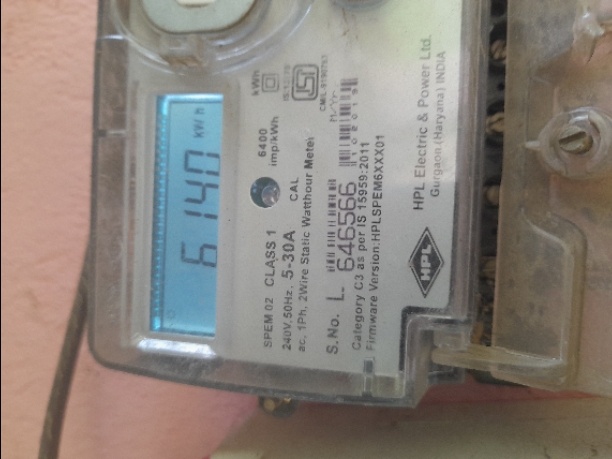 6140 kWh
6400
imp/kWh
kWh
CAL
SPEM 02 CLASS 1
240V, 50Hz, 5-30A
ac, 1Ph, 2Wire Static Watthour Meter
S.No. L- 646566
Category C3 as per IS 15959:2011
Firmware Version:HPLSPEM6XXX01
HPL
HPL Electric & Power Ltd.
Gurgaon (Haryana) INDIA